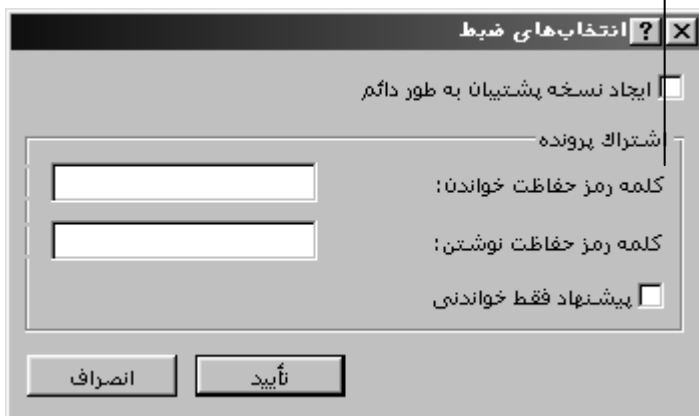 انتخاب‌های ضبط ? ×
ایجاد نسخه پشتیبان به طور دائم
اشتراك پرونده
کلمه رمز حفاظت خواندن:
کلمه رمز حفاظت نوشتن:
پیشنهاد فقط خواندنی
تأیید
انصراف